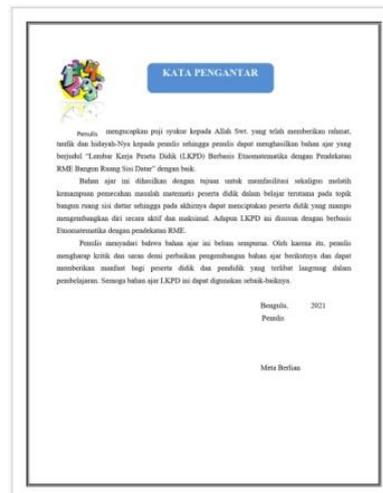 KATA PENGANTAR
Penulis mengucapkan puji syukur kepada Allah Swt. yang telah memberikan rahmat,
taufik dan hidayah-Nya kepada penulis sehingga penulis dapat menghasilkan bahan ajar yang
berjudul "Lembar Kerja Peseta Didik (LKPD) Berbasis Etnomatematika dengan Pendekatan
RME Bangun Ruang Sisi Datar" dengan baik.
Bahan ajar ini dihasilkan dengan tujuan untuk memfasilitasi sekaligus melatih
kemampuan pemecahan masalah matematis peserta didik dalam belajar terutama pada topik
bangun ruang sisi dattar sehingga pada akhirnya dapat menciptakan peserta didik yang mampu
mengembangkan diri secara aktif dan maksimal. Adapun LKPD ini disusun dengan berbasis
Etnomatematika dengan pendekatan RME.
Penulis menyadari bahwa bahan ajar ini belum sempurna. Oleh karena itu, penulis
mengharap kritik dan saran demi perbaikan pengembangan bahan ajar berikutnya dan dapat
memberikan manfaat bagi peserta didik dan pendidik yang terlibat langsung dalam
pembelajaran. Semoga bahan ajar LKPD ini dapat digunakan sebaik-baiknya.
Bengulu, 2021
Penulis
Meta Berlian